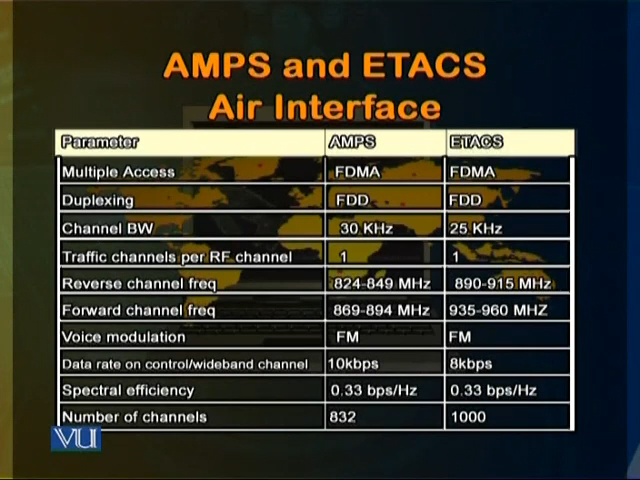 AMPS and ETACS
Air Interface
Parameter AMPS ETACS
Multiple Access FDMA FDMA
Duplexing FDD FDD
Channel BW 30 KHz 25 KHz
Traffic channels per RF channel 1 1
Reverse channel freq 824-849 MHz 890-915 MHz
Forward channel freq 869-894 MHz 935-960 MHZ
Voice modulation FM FM
Data rate on control/wideband channel 10kbps 8kbps
Spectral efficiency 0.33 bps/Hz 0.33 bps/Hz
Number of channels 832 1000
VU